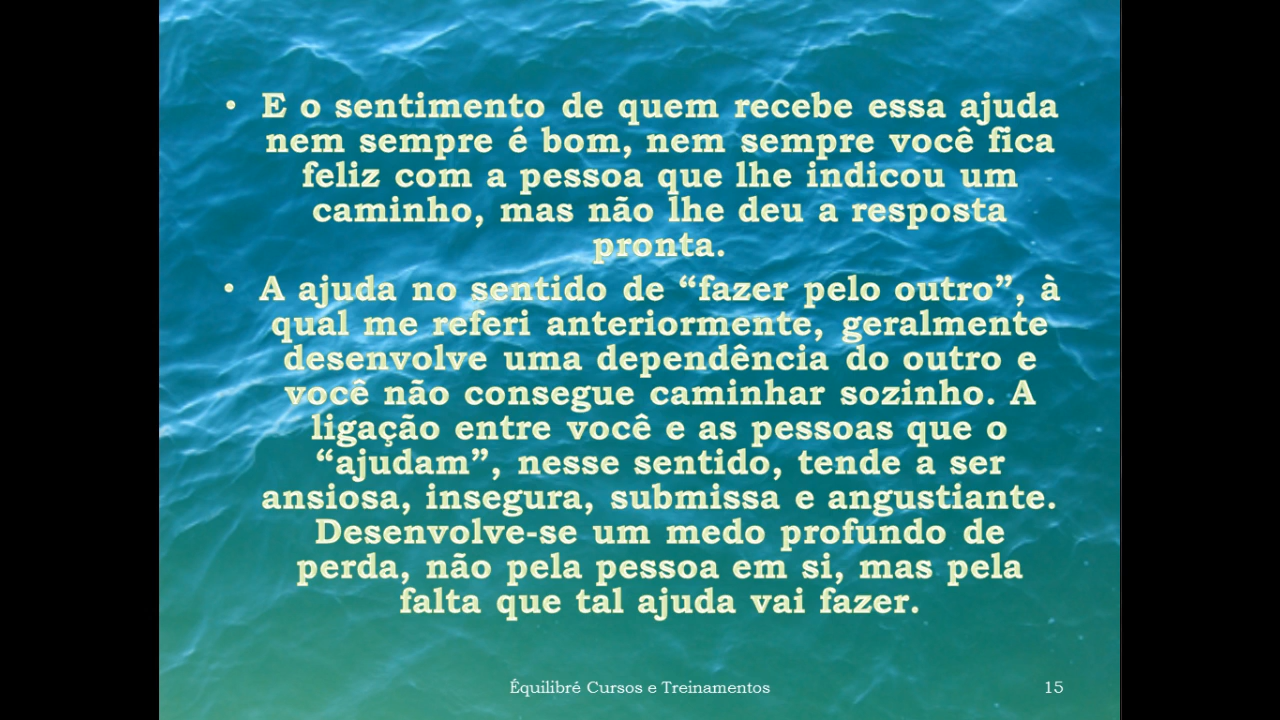 • E o sentimento de quem recebe essa ajuda
nem sempre é bom, nem sempre você fica
feliz com a pessoa que lhe indicou um
caminho, mas não lhe deu a resposta
pronta.
• A ajuda no sentido de “fazer pelo outro”, à
qual me referi anteriormente, geralmente
desenvolve uma dependência do outro e
você não consegue caminhar sozinho. A
ligação entre você e as pessoas que o
“ajudam”, nesse sentido, tende a ser
ansiosa, insegura, submissa e angustiante.
Desenvolve-se um medo profundo de
perda, não pela pessoa em si, mas pela
falta que tal ajuda vai fazer.
Équilibré Cursos e Treinamentos
15